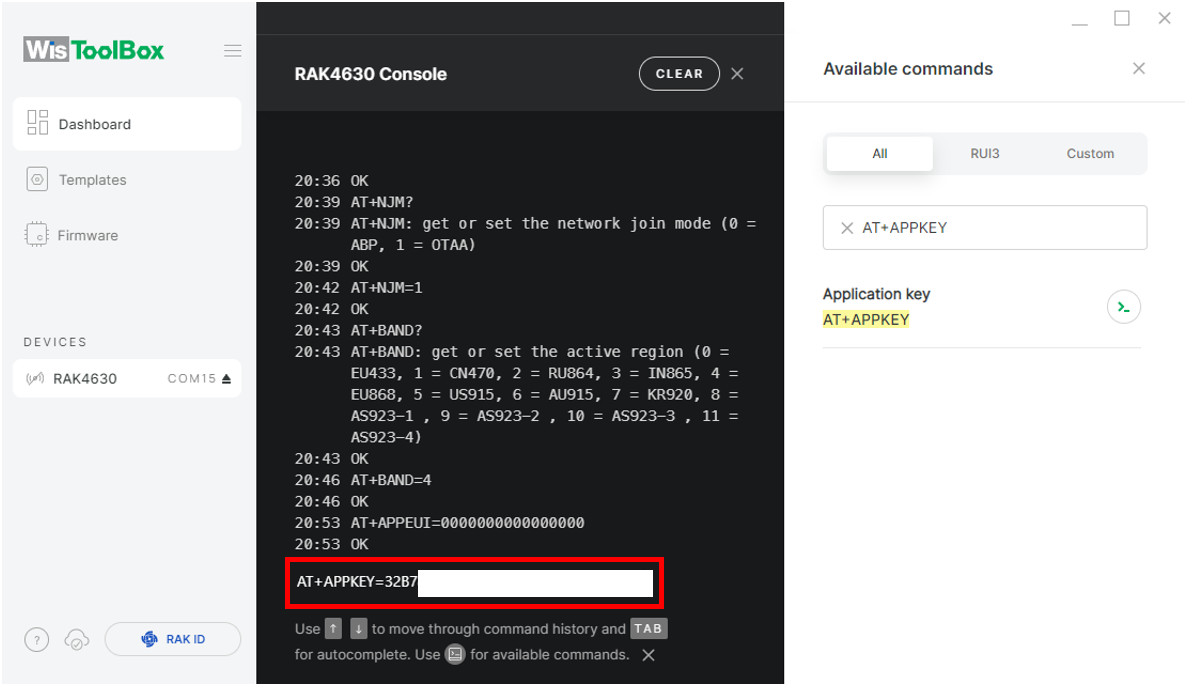 WisToolBox
Dashboard
Templates
Firmware
DEVICES
RAK4630 COM15
?
RAK ID
RAK4630 Console
CLEAR
20:36 OK
20:39 AT+NJM?
20:39 AT+NJM: get or set the network join mode (0 =
ABP, 1 = OTAA)
20:39 OK
20:42 AT+NJM=1
20:42 OK
20:43 AT+BAND?
20:43 AT+BAND: get or set the active region (0 =
EU433, 1 = CN470, 2 = RU864, 3 = IN865, 4 =
EU868, 5 = US915, 6 = AU915, 7 = KR920, 8 =
AS923-1 , 9 = AS923-2 , 10 = AS923-3 , 11 =
AS923-4)
20:43 OK
20:46 AT+BAND=4
20:46 OK
20:53 AT+APPEUI=0000000000000000
20:53 OK
AT+APPKEY=32B7
Use ↑ ↓ to move through command history and TAB
for autocomplete. Use for available commands.
Available commands
All RUI3 Custom
AT+APPKEY
Application key
AT+APPKEY